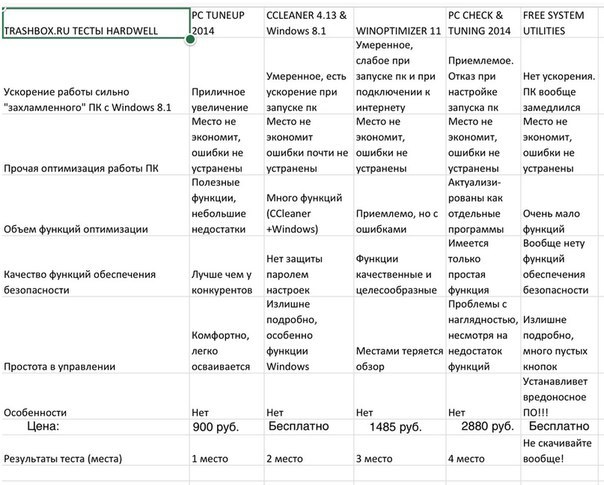 TRASHBOX.RU ТЕСТЫ HARDWELL
PC TUNEUP
2014
CCLEANER 4.13 &
Windows 8.1
WINOPTIMIZER 11
PC CHECK &
TUNING 2014
FREE SYSTEM
UTILITIES
Ускорение работы сильно
"захламленного" ПК с Windows 8.1
Приличное
увеличение
Умеренное, есть
ускорение при
запуске пк
Умеренное,
слабое при
запуске пк и при
подключении к
интернету
Приемлемое.
Отказ при
настройке
запуска пк
Нет ускорения.
ПК вообще
замедлился
Прочая оптимизация работы ПК
Место не
экономит,
ошибки не
устранены
Место не
экономит
ошибки почти не
устранены
Место не
экономит,
ошибки не
устранены
Место не
экономит,
ошибки не
устранены
Место не
экономит,
ошибки не
устранены
Объем функций оптимизации
Полезные
функции,
небольшие
недостатки
Много функций
(CCleaner
+Windows)
Приемлемо, но с
ошибками
Актуализи-
рованы как
отдельные
программы
Очень мало
функций
Качество функций обеспечения
безопасности
Лучше чем у
конкурентов
Нет защиты
паролем
настроек
Функции
качественные и
целесообразные
Имеется
только
простая
функция
Вообще нету
функций
обеспечения
безопасности
Простота в управлении
Комфортно,
легко
осваивается
Излишне
подробно,
особенно
функции
Windows
Местами теряется
обзор
Проблемы с
наглядностью,
несмотря на
недостаток
функций
Излишне
подробно,
много пустых
кнопок
Особенности
Нет
Нет
Нет
Нет
Устанавливет
вредоносное
ПО!!!
Цена:
900 руб.
Бесплатно
1485 руб.
2880 руб.
Бесплатно
Результаты теста (места)
1 место
2 место
3 место
4 место
Не скачивайте
вообще!